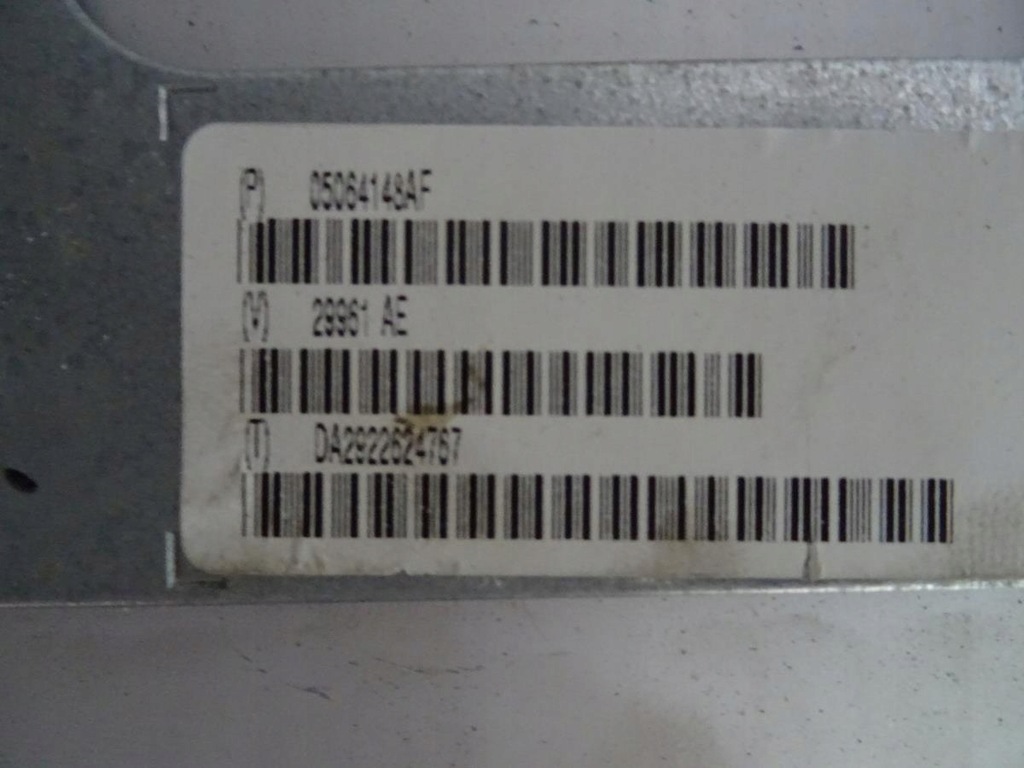 (P) 05064148AF
(V) 29961 AE
(T) DA2922624767